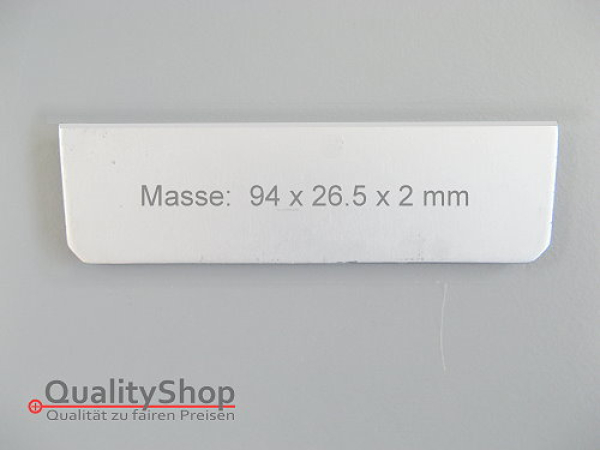 Masse: 94 x 26.5 x 2 mm
QualityShop
Qualität zu fairen Preisen